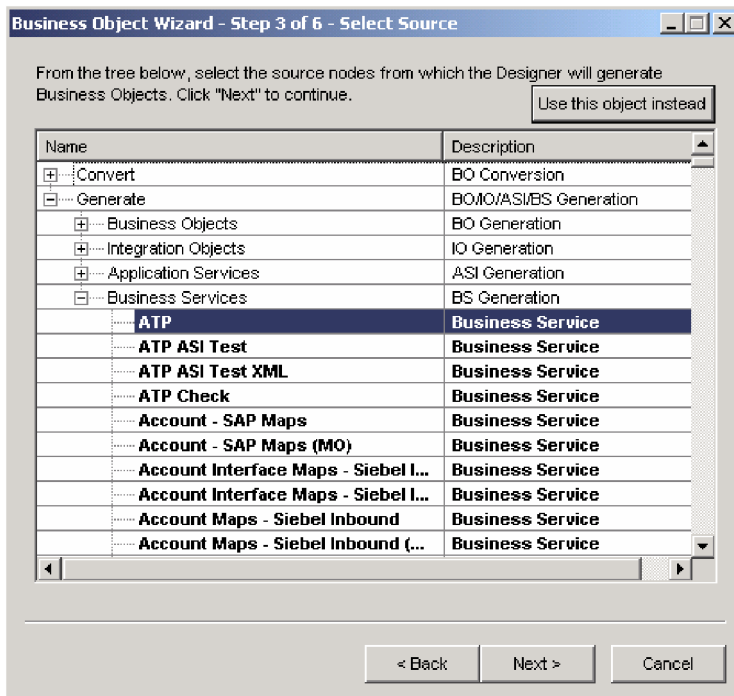 Business Object Wizard - Step 3 of 6 - Select Source
From the tree below, select the source nodes from which the Designer will generate
Business Objects. Click "Next" to continue.
Use this object instead
Name Description
Convert BO Conversion
Generate BO/IO/ASI/BS Generation
Business Objects BO Generation
Integration Objects IO Generation
Application Services ASI Generation
Business Services BS Generation
ATP Business Service
ATP ASI Test Business Service
ATP ASI Test XML Business Service
ATP Check Business Service
Account - SAP Maps Business Service
Account - SAP Maps (MO) Business Service
Account Interface Maps - Siebel I... Business Service
Account Interface Maps - Siebel I... Business Service
Account Maps - Siebel Inbound Business Service
Account Maps - Siebel Inbound (... Business Service
< Back Next > Cancel